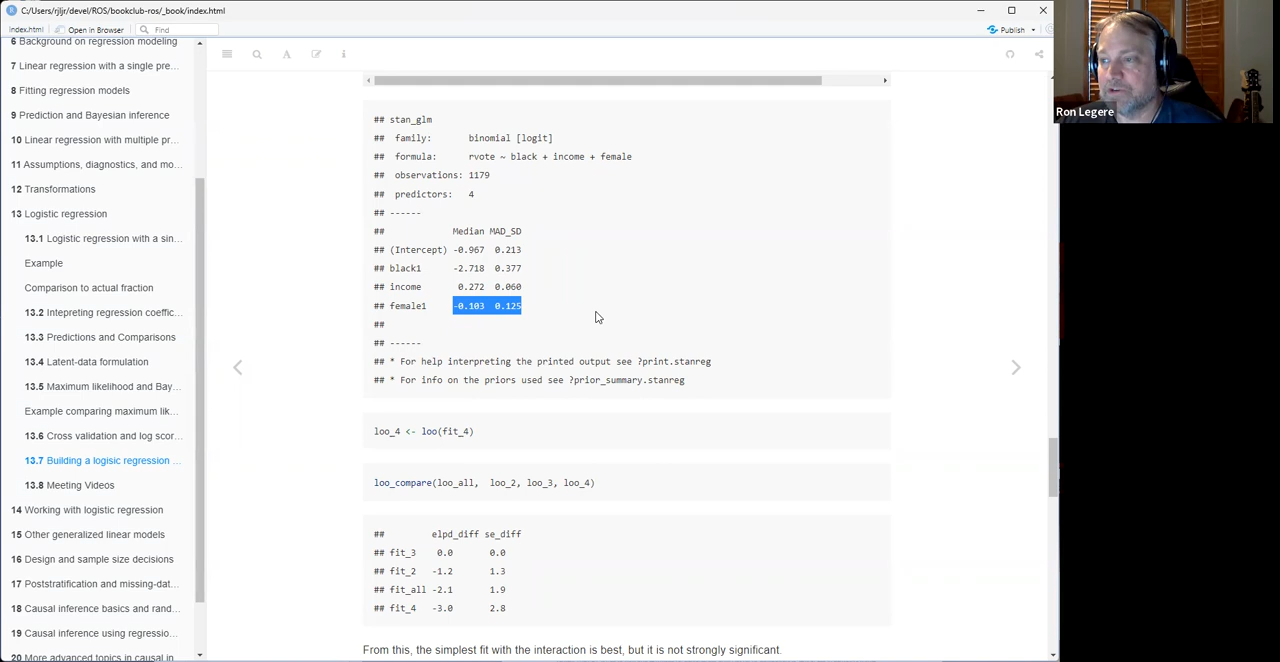 C:/Users/rjljr/devel/ROS/bookclub-ros/_book/index.html
index.html Open in Browser Find Publish
6 Background on regression modeling
7 Linear regression with a single pre...
8 Fitting regression models
9 Prediction and Bayesian inference
10 Linear regression with multiple pr...
11 Assumptions, diagnostics, and mo...
12 Transformations
13 Logistic regression
13.1 Logistic regression with a sin...
Example
Comparison to actual fraction
13.2 Intepreting regression coeffic...
13.3 Predictions and Comparisons
13.4 Latent-data formulation
13.5 Maximum likelihood and Bay...
Example comparing maximum lik...
13.6 Cross validation and log scor...
13.7 Building a logisic regression ...
13.8 Meeting Videos
14 Working with logistic regression
15 Other generalized linear models
16 Design and sample size decisions
17 Poststratification and missing-dat...
18 Causal inference basics and rand...
19 Causal inference using regressio...
20 More advanced topics in causal in
## stan_glm
## family: binomial [logit]
## formula: rvote ~ black + income + female
## observations: 1179
## predictors: 4
## ------
## Median MAD_SD
## (Intercept) -0.967 0.213
## black1 -2.718 0.377
## income 0.272 0.060
## female1 -0.103 0.125
##
## ------
## * For help interpreting the printed output see ?print.stanreg
## * For info on the priors used see ?prior_summary.stanreg
loo_4 <- loo(fit_4)
loo_compare(loo_all, loo_2, loo_3, loo_4)
## elpd_diff se_diff
## fit_3 0.0 0.0
## fit_2 -1.2 1.3
## fit_all -2.1 1.9
## fit_4 -3.0 2.8
From this, the simplest fit with the interaction is best, but it is not strongly significant.
Ron Legere